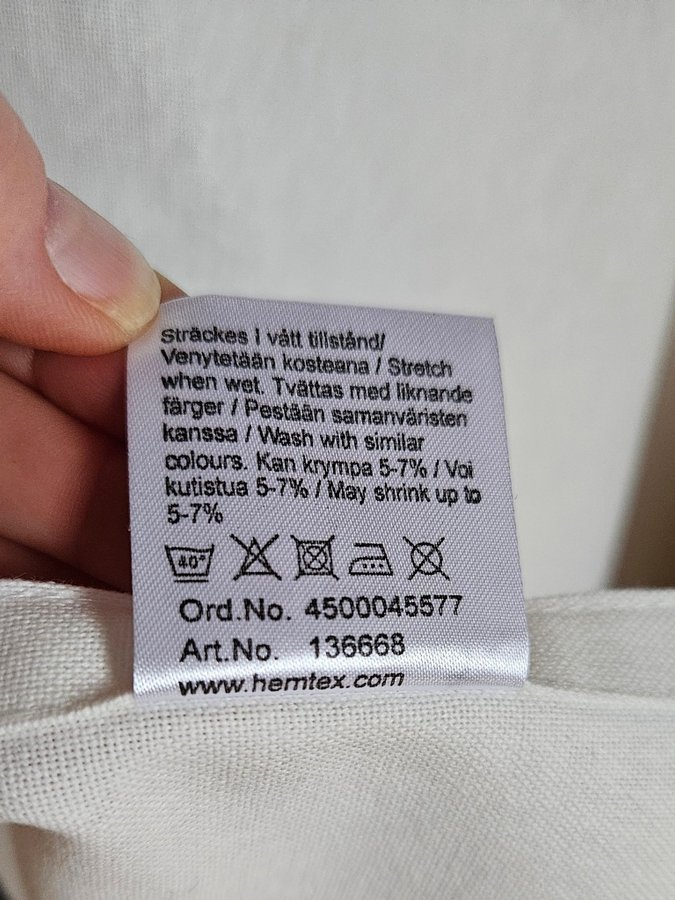 Sträckes i vått tillstånd/
Venytetään kosteana / Stretch
when wet. Tvättas med liknande
färger / Pestään samanväristen
kanssa / Wash with similar
colours. Kan krympa 5-7% / Voi
kutistua 5-7% / May shrink up to
5-7%
40°
Ord.No. 4500045577
Art.No. 136668
www.hemtex.com